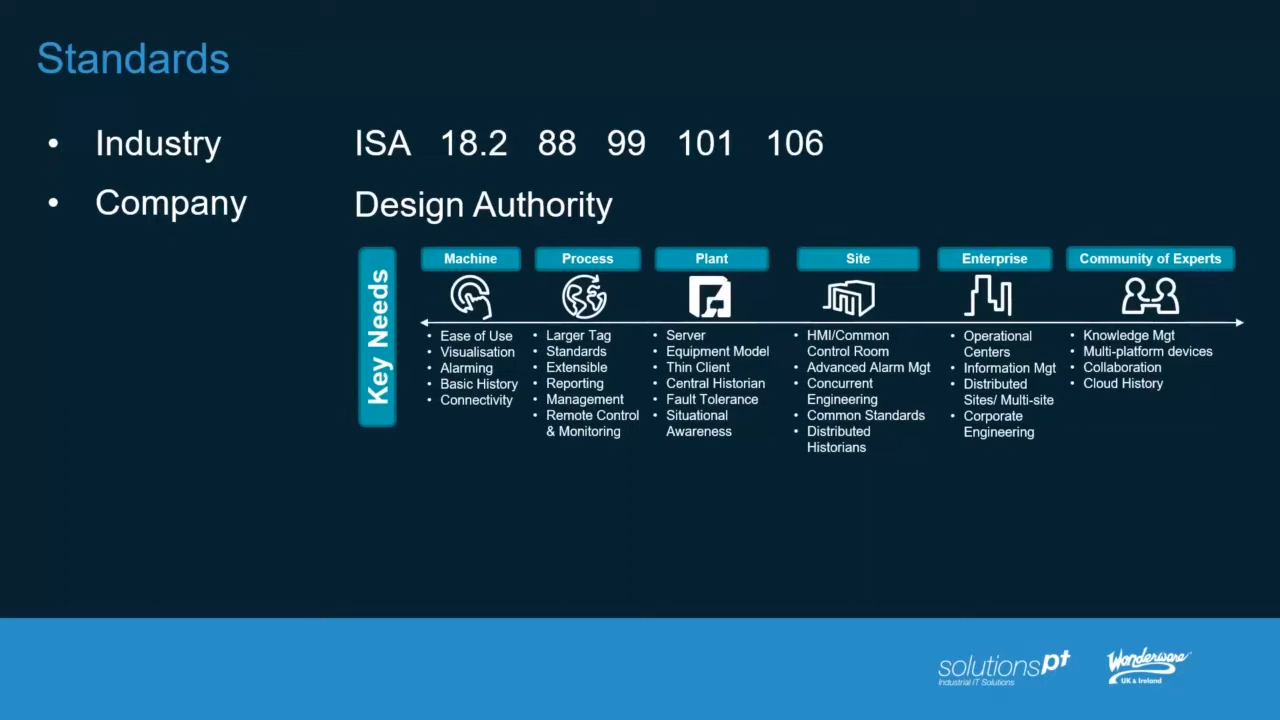 Standards
• Industry ISA 18.2 88 99 101 106
• Company Design Authority
Key Needs
Machine
• Ease of Use
• Visualisation
• Alarming
• Basic History
• Connectivity
Process
• Larger Tag
• Standards
• Extensible
• Reporting
• Management
• Remote Control
& Monitoring
Plant
• Server
• Equipment Model
• Thin Client
• Central Historian
• Fault Tolerance
• Situational
Awareness
Site
• HMI/Common
Control Room
• Advanced Alarm Mgt
• Concurrent
Engineering
• Common Standards
• Distributed
Historians
Enterprise
• Operational
Centers
• Information Mgt
• Distributed
Sites/ Multi-site
• Corporate
Engineering
Community of Experts
• Knowledge Mgt
• Multi-platform devices
• Collaboration
• Cloud History
solutionspt
Industrial IT Solutions
Wonderware
UK & Ireland